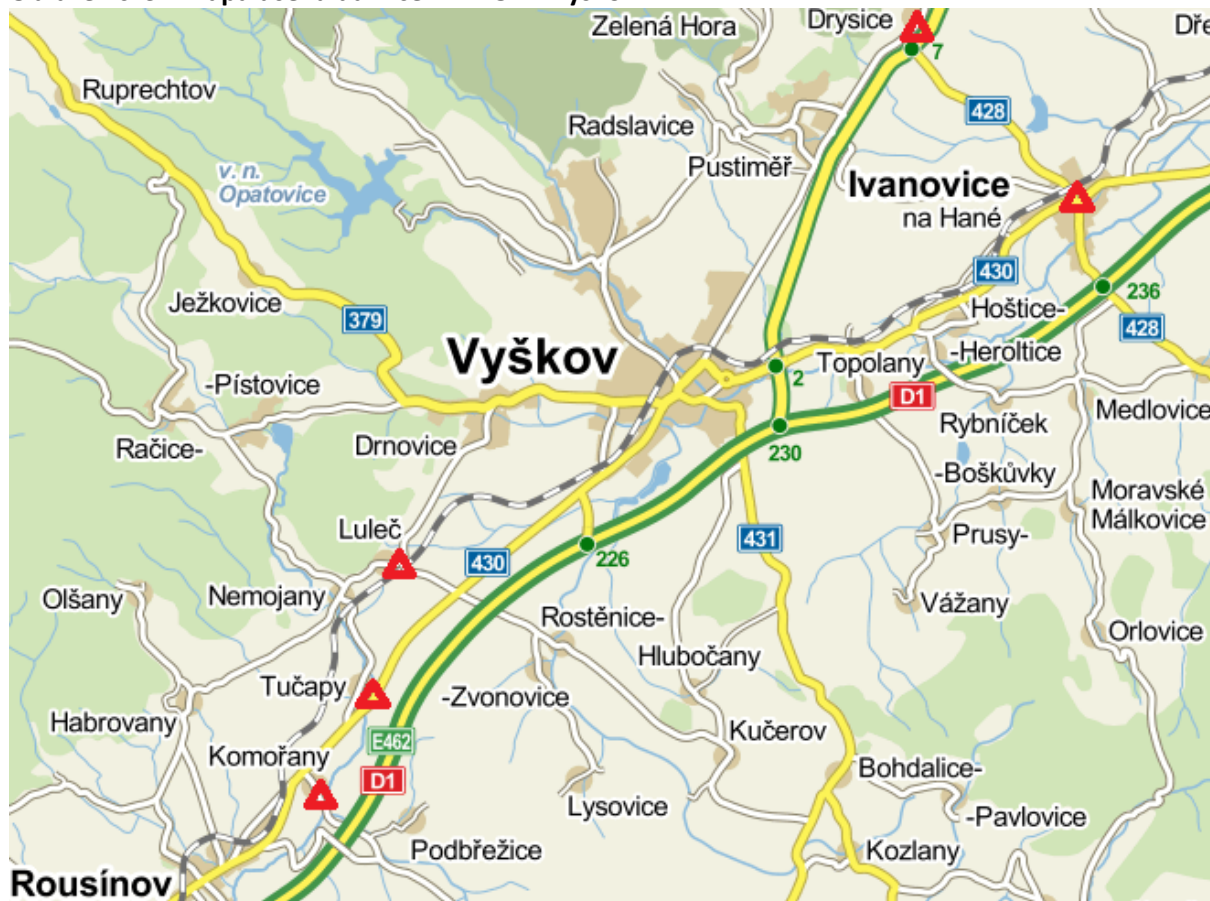 Zelená Hora
Drysice
Dře
7
Ruprechtov
428
Radslavice
Pustiměř
v. n.
Opatovice
Ivanovice
na Hané
430
236
Ježkovice
Hoštice-
379
428
Vyškov
-Heroltice
Topolany
2
-Pístovice
D1
Medlovice
Rybníček
Drnovice
Račice-
230
-Boškůvky
Moravské
Málkovice
Luleč
Prusy-
431
226
430
Olšany
Nemojany
Vážany
Rostěnice-
Orlovice
Hlubočany
Tučapy
-Zvonovice
Habrovany
Kučerov
E462
Komořany
D1
Bohdalice-
Lysovice
-Pavlovice
Podbřežice
Kozlany
Rousínov